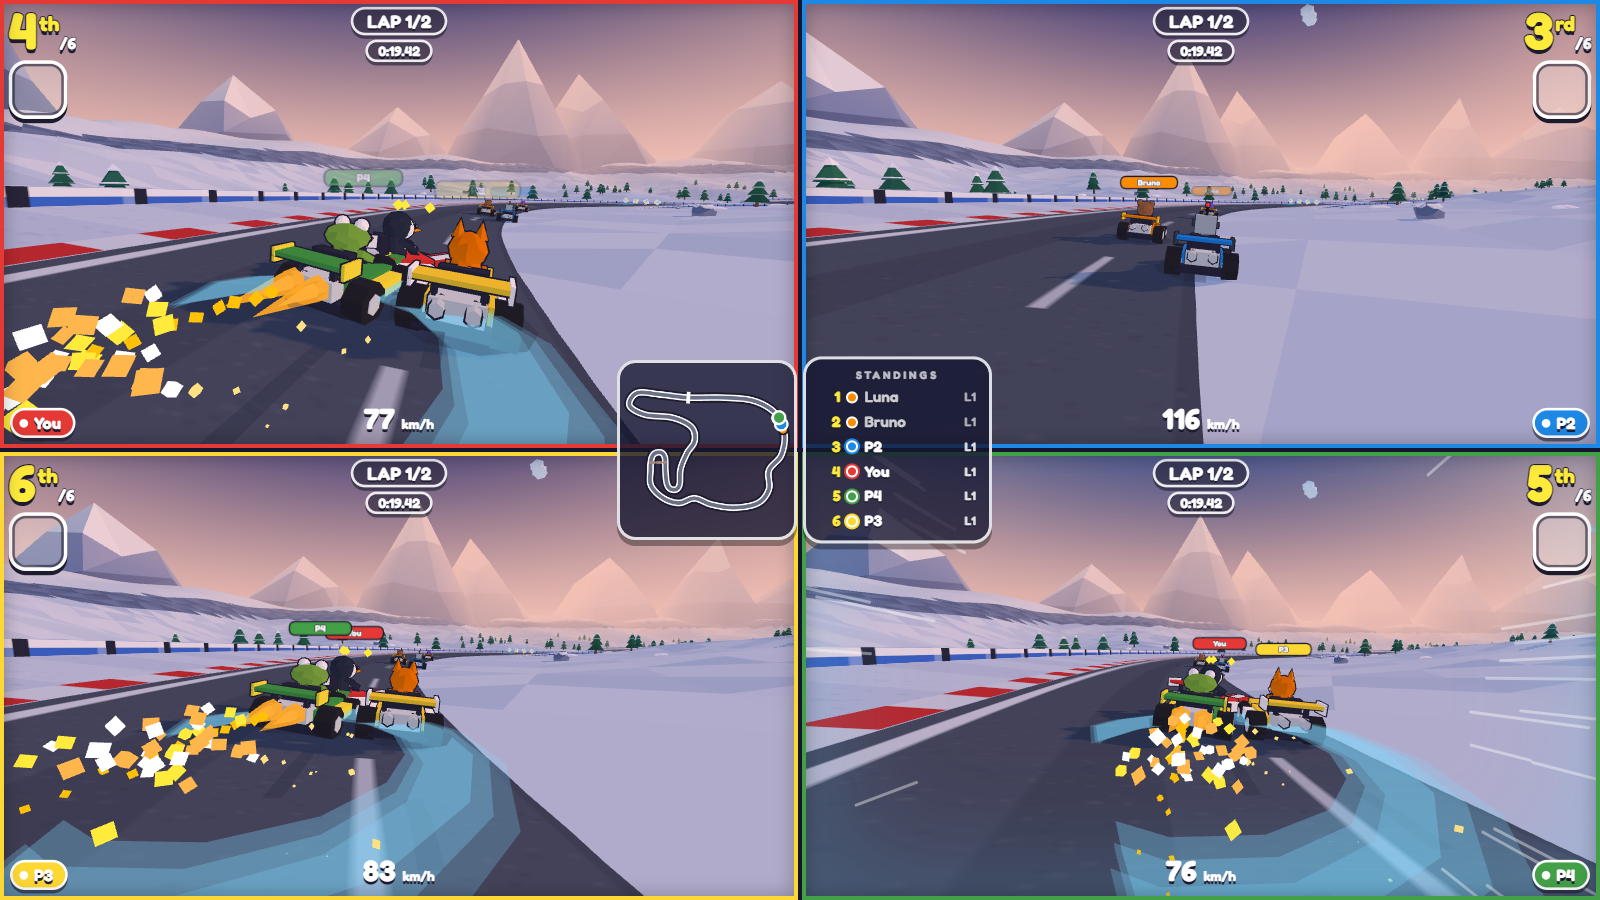 4th /6
LAP 1/2
0:19.42
P4
77 km/h
You
LAP 1/2
0:19.42
3rd /6
Bruno
116 km/h
P2
STANDINGS
1 Luna L1
2 Bruno L1
3 P2 L1
4 You L1
5 P4 L1
6 P3 L1
6th /6
LAP 1/2
0:19.42
P4
You
83 km/h
P3
LAP 1/2
0:19.42
5th /6
You
P3
76 km/h
P4